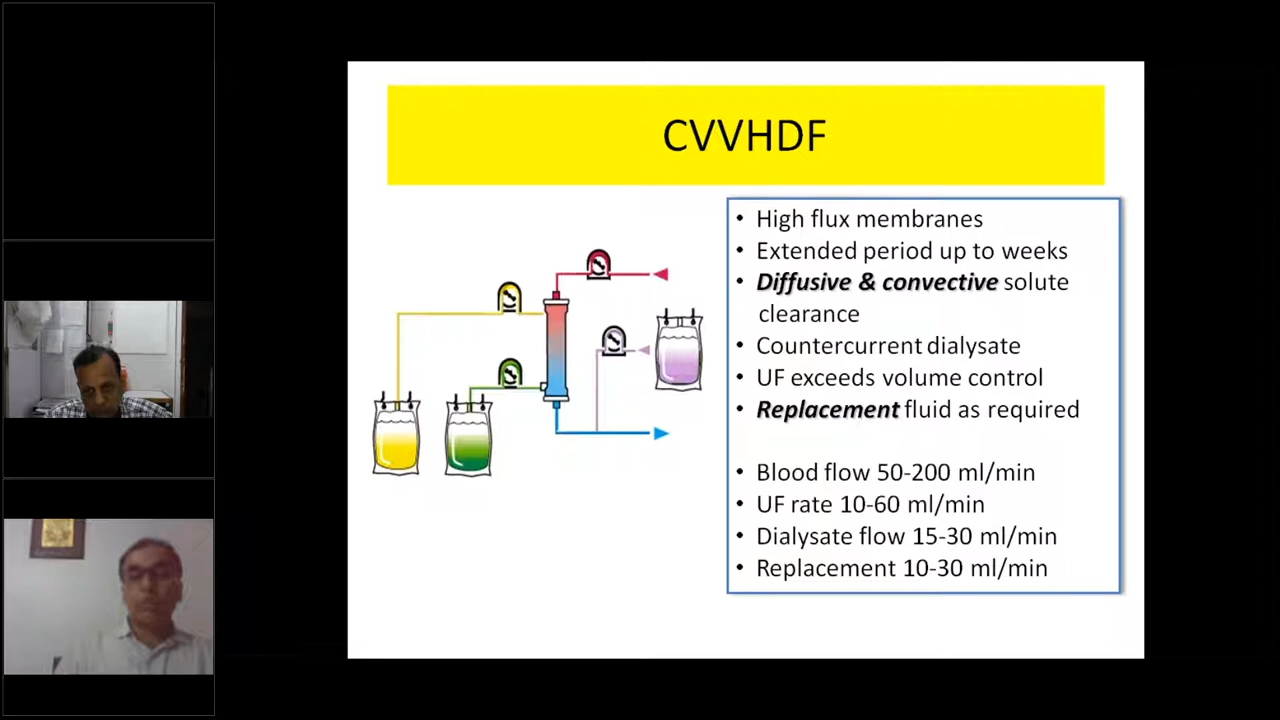 CVVHDF
• High flux membranes
• Extended period up to weeks
• Diffusive & convective solute
clearance
• Countercurrent dialysate
• UF exceeds volume control
• Replacement fluid as required
• Blood flow 50-200 ml/min
• UF rate 10-60 ml/min
• Dialysate flow 15-30 ml/min
• Replacement 10-30 ml/min